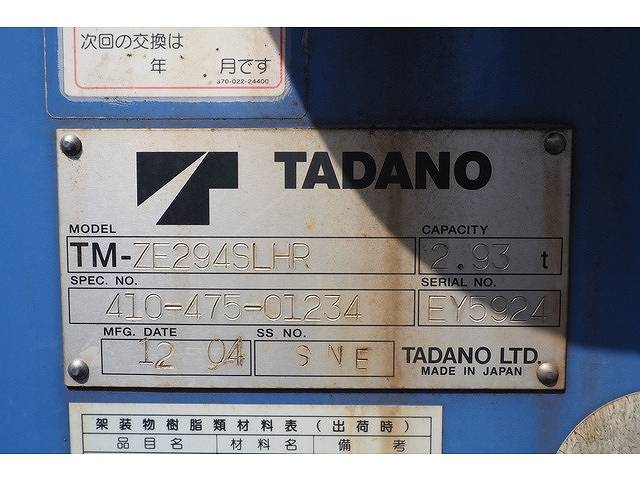 次回の交換は
年 月です
370-022-24400
TADANO
MODEL CAPACITY
TM-ZE294SLHR 2.93 t
SPEC. NO. SERIAL NO.
410-475-01234 EY5924
MFG. DATE SS NO.
12 04 SNE TADANO LTD.
MADE IN JAPAN
架装物樹脂類材料表(出荷時)
品目名 材料名 備考